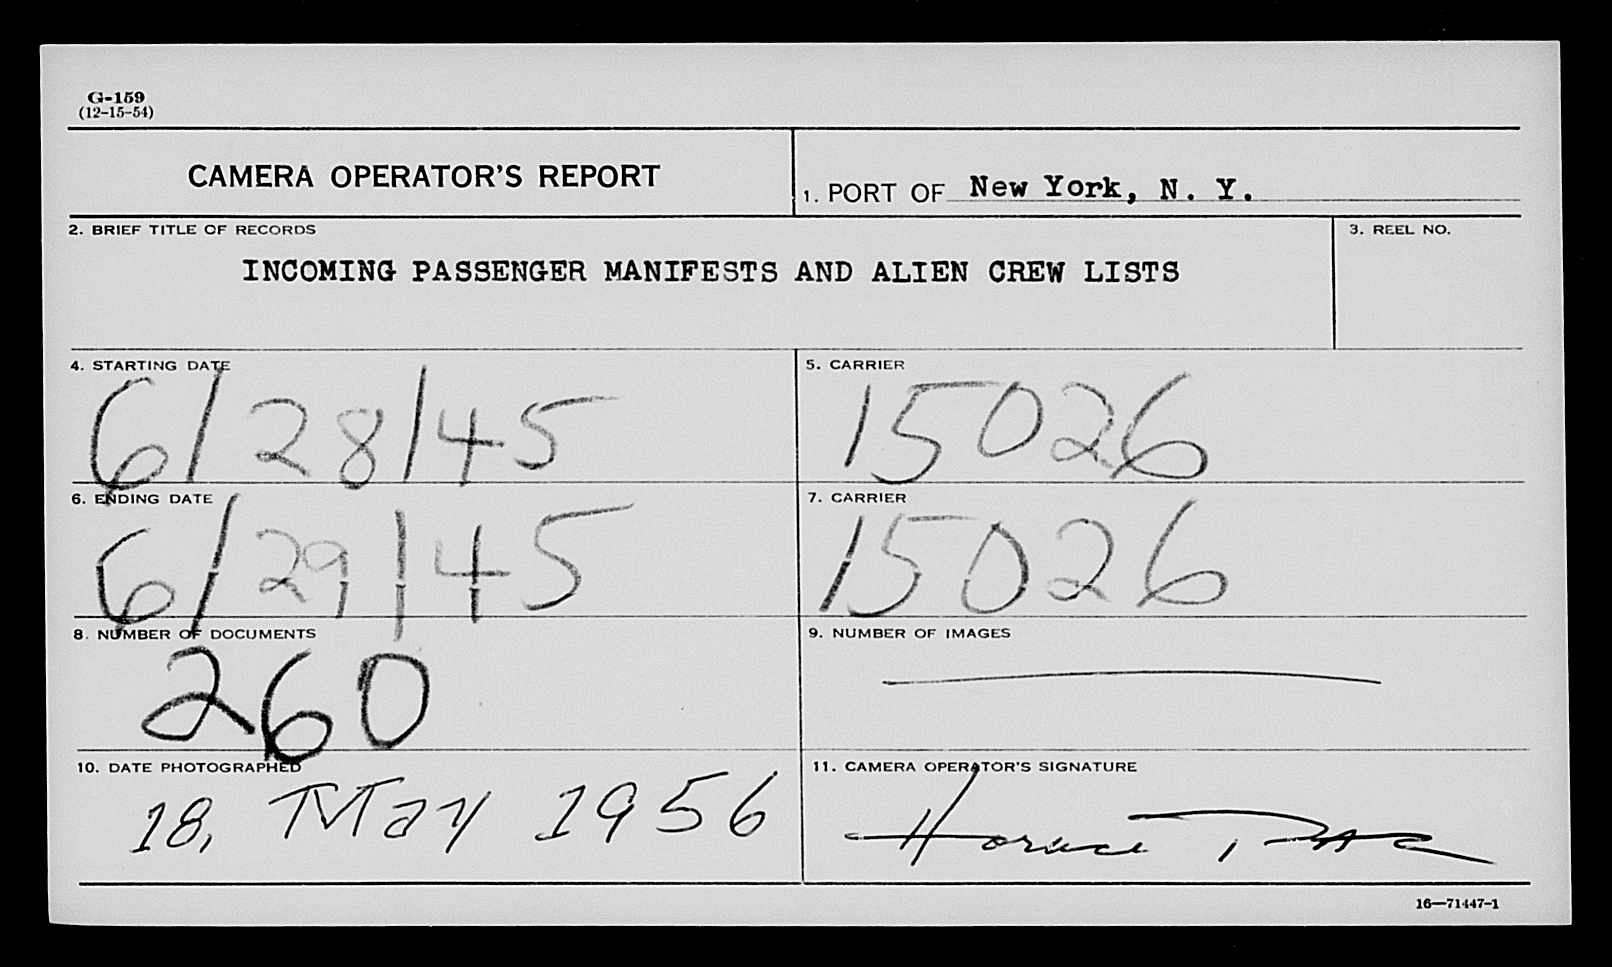 G-159
(12-15-54)
CAMERA OPERATOR'S REPORT
1. PORT OF New York, N. Y.
2. BRIEF TITLE OF RECORDS
3. REEL NO.
INCOMING PASSENGER MANIFESTS AND ALIEN CREW LISTS
4. STARTING DATE
5. CARRIER
6/28/45
15026
6. ENDING DATE
7. CARRIER
6/29/45
15026
8. NUMBER OF DOCUMENTS
9. NUMBER OF IMAGES
260
10. DATE PHOTOGRAPHED
11. CAMERA OPERATOR'S SIGNATURE
18, May 1956
Horace
16—71447-1